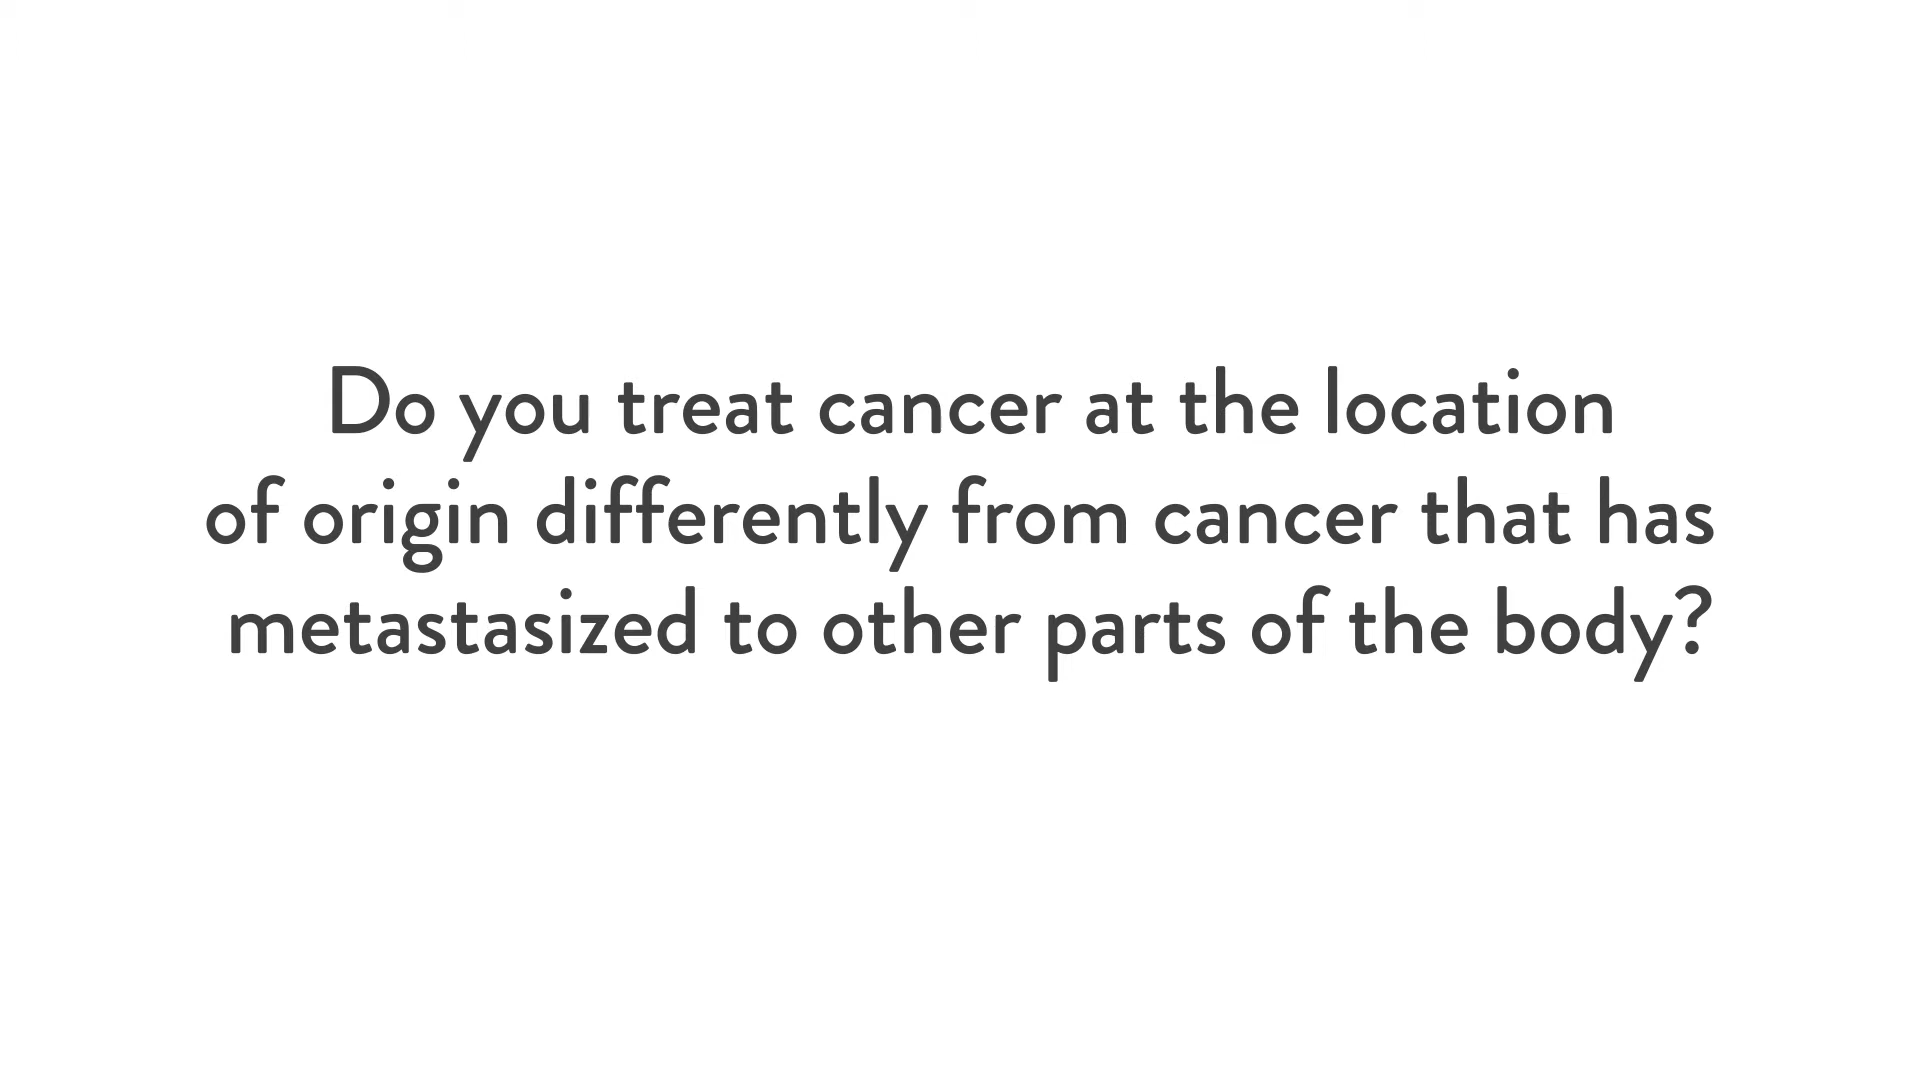 Do you treat cancer at the location
of origin differently from cancer that has
metastasized to other parts of the body?